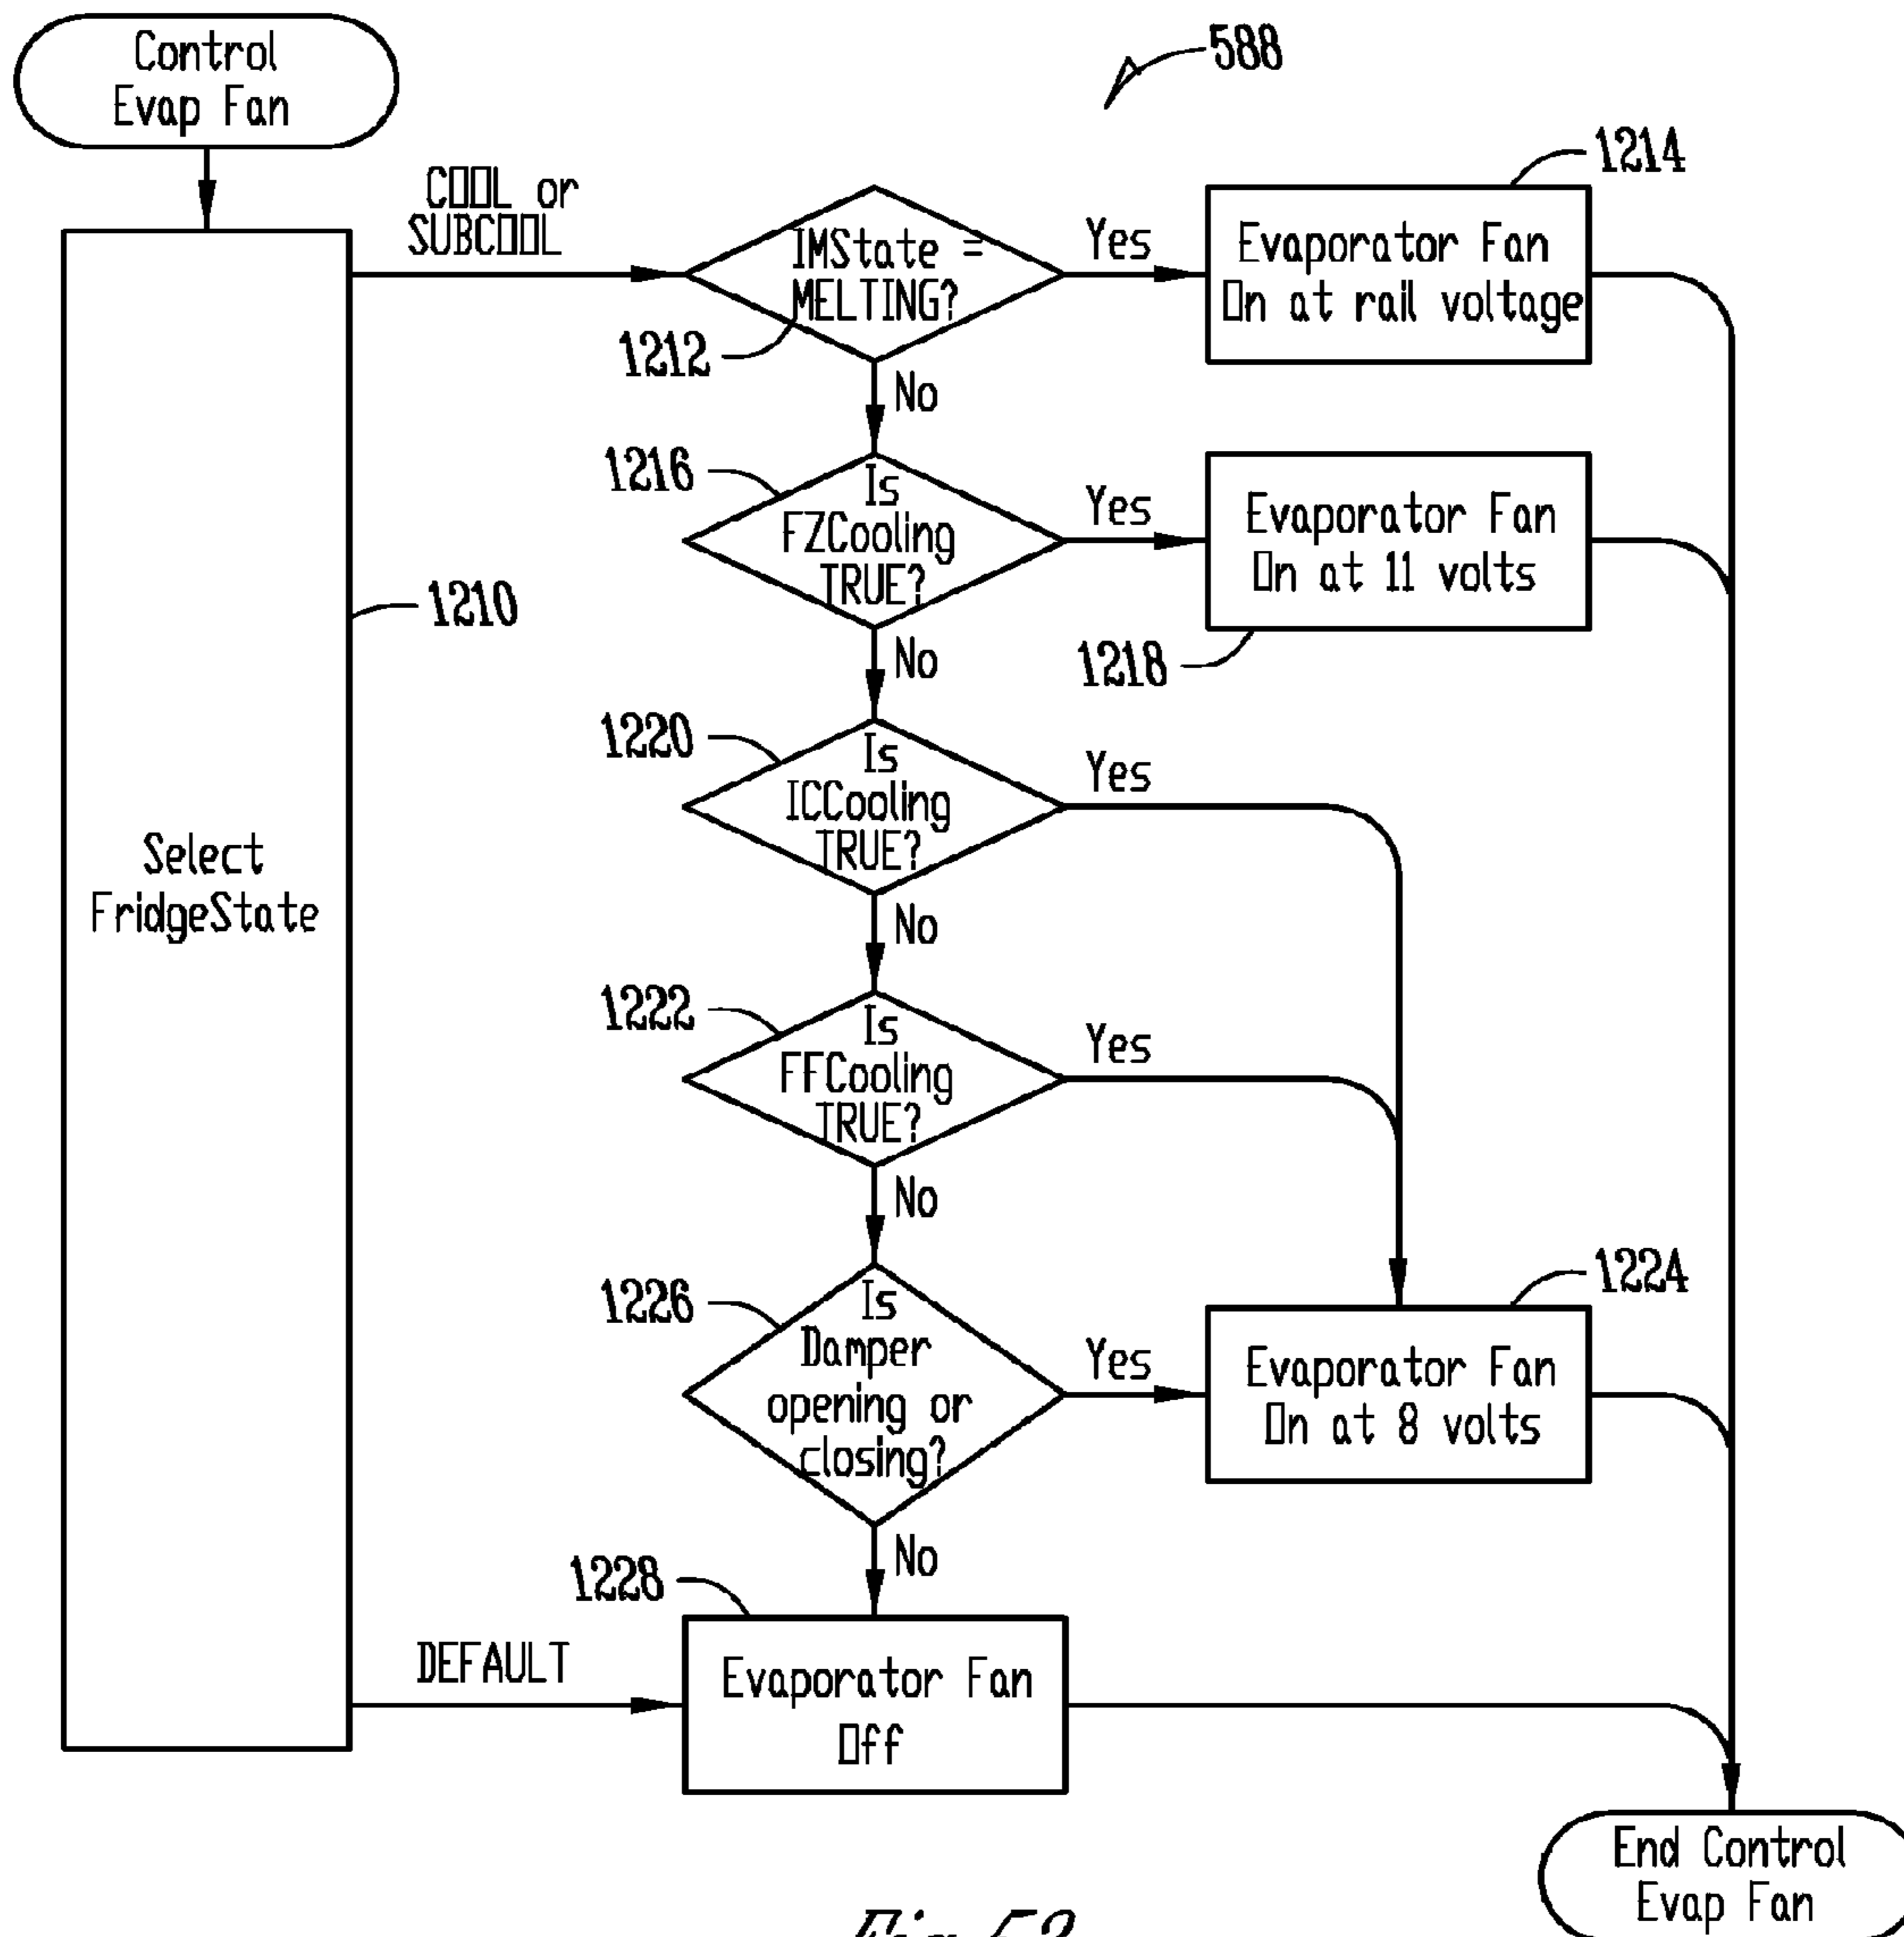 Control
Evap Fan
588
COOL or
SUBCOOL
IMState =
MELTING?
Yes
Evaporator Fan
On at rail voltage
1214
1212
No
1216
Is
FZCooling
TRUE?
Yes
Evaporator Fan
On at 11 volts
1210
1218
No
1220
Is
ICCooling
TRUE?
Yes
Select
FridgeState
No
1222
Is
FFCooling
TRUE?
Yes
No
1226
Is
Damper
opening or
closing?
Yes
1224
Evaporator Fan
On at 8 volts
No
1228
DEFAULT
Evaporator Fan
Off
End Control
Evap Fan